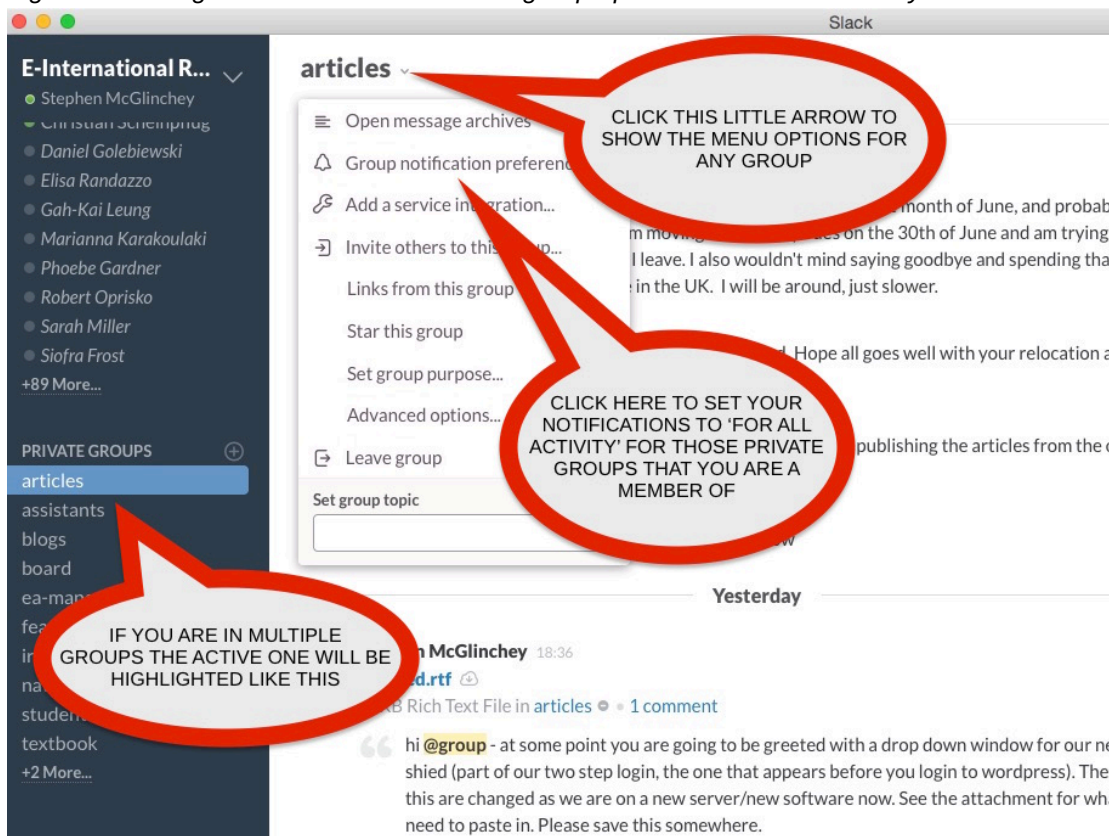 Slack
E-International R...
Stephen McGlinchey
Daniel Golebiewski
Elisa Randazzo
Gah-Kai Leung
Marianna Karakoulaki
Phoebe Gardner
Robert Oprisko
Sarah Miller
Siofra Frost
+89 More...
PRIVATE GROUPS
articles
assistants
blogs
board
textbook
+2 More...
IF YOU ARE IN MULTIPLE
GROUPS THE ACTIVE ONE WILL BE
HIGHLIGHTED LIKE THIS
articles
Open message archives
Group notification
Add a service
Invite others to this
Links from this group
Star this group
Set group purpose...
Advanced options...
Leave group
Set group topic
CLICK THIS LITTLE ARROW TO
SHOW THE MENU OPTIONS FOR
ANY GROUP
CLICK HERE TO SET YOUR
NOTIFICATIONS TO ‘FOR ALL
ACTIVITY’ FOR THOSE PRIVATE
GROUPS THAT YOU ARE A
MEMBER OF
month of June, and
on the 30th of June and am trying
I leave. I also wouldn't mind saying goodbye and spending
in the UK. I will be around, just slower.
Hope all goes well with your relocation
publishing the articles from the
Yesterday
McGlinchey 18:36
Rich Text File in articles 1 comment
hi @group - at some point you are going to be greeted with a drop down window for our
shied (part of our two step login, the one that appears before you login to wordpress). The
this are changed as we are on a new server/new software now. See the attachment for
need to paste in. Please save this somewhere.